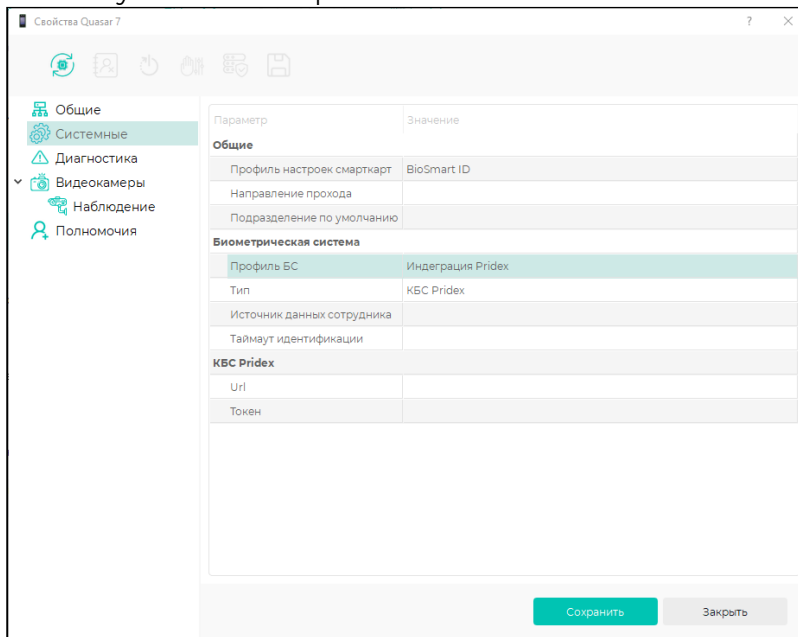 Свойства Quasar 7
?
Общие
Системные
Диагностика
Видеокамеры
Наблюдение
Полномочия
Параметр Значение
Общие
Профиль настроек смарткарт BioSmart ID
Направление прохода
Подразделение по умолчанию
Биометрическая система
Профиль БС Индеграция Pridex
Тип КБС Pridex
Источник данных сотрудника
Таймаут идентификации
КБС Pridex
Url
Токен
Сохранить Закрыть